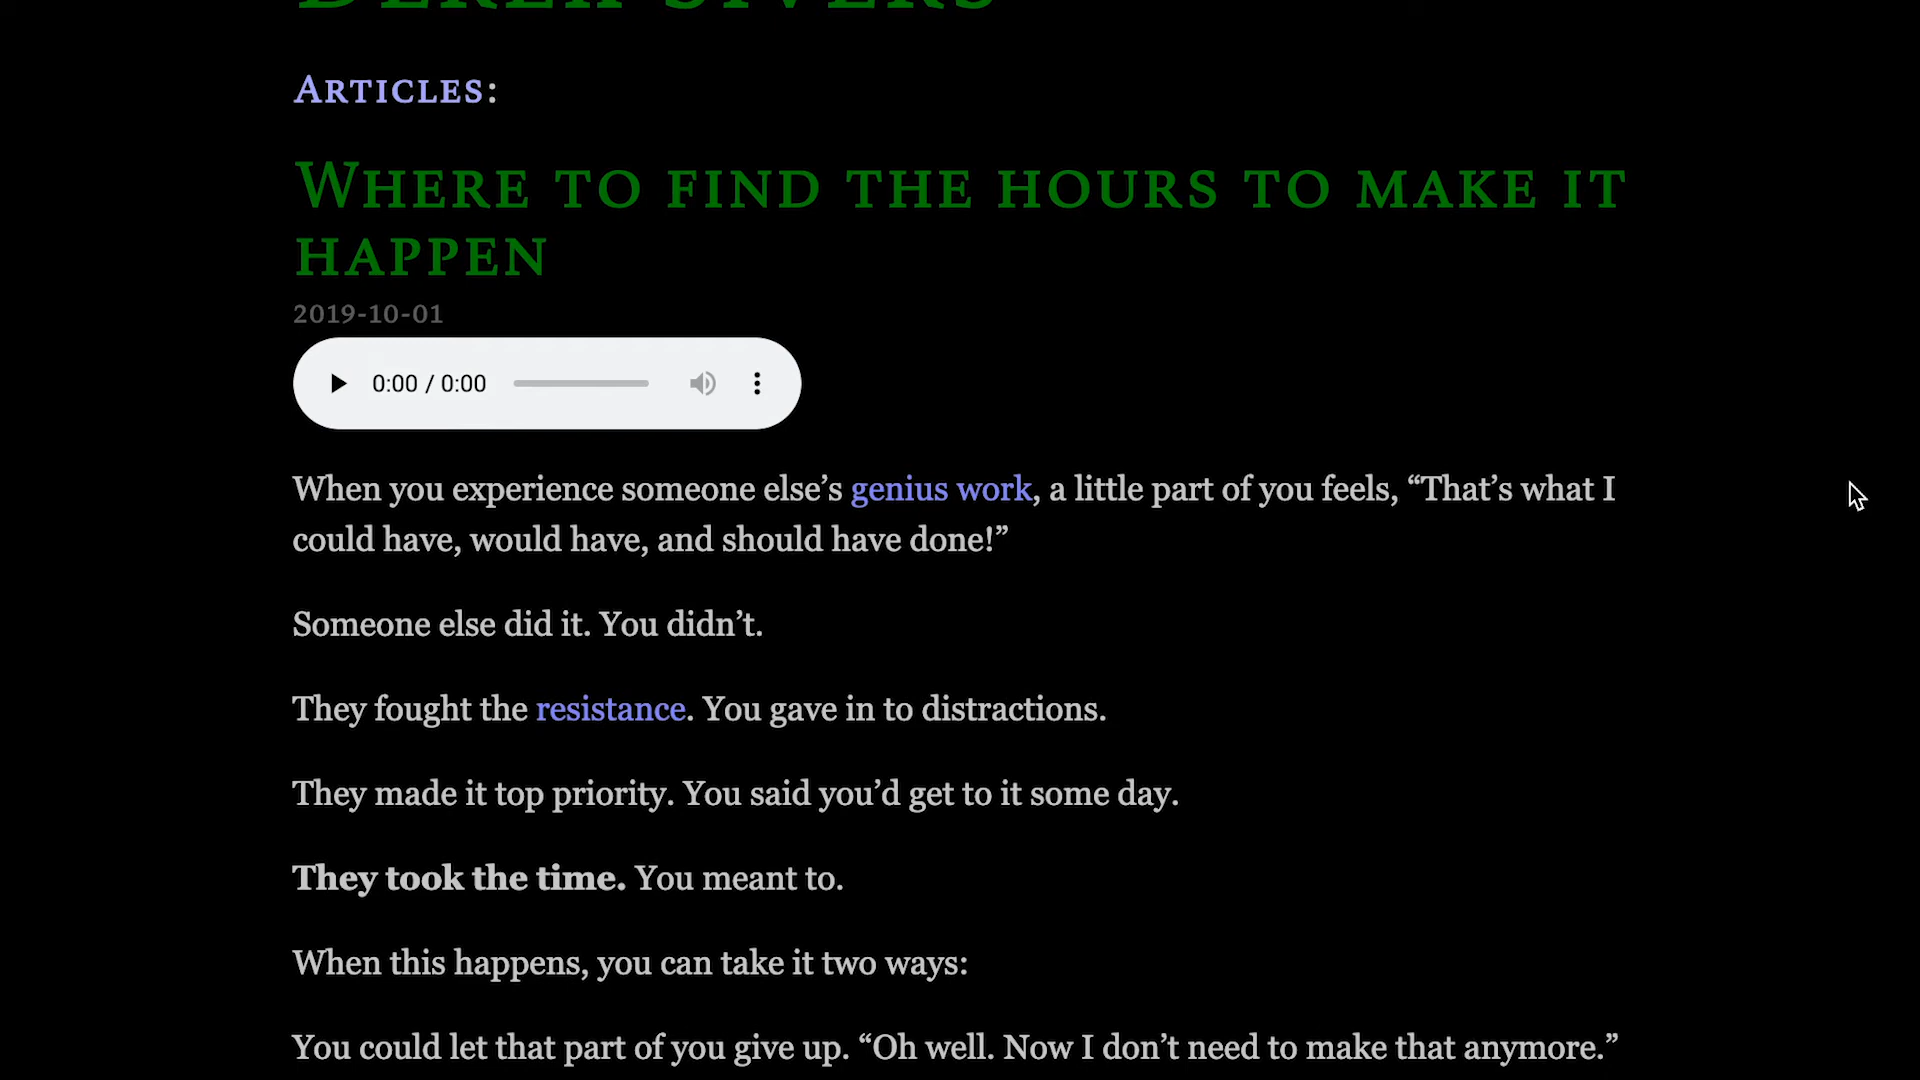 DEREK SIVERS
ARTICLES:
WHERE TO FIND THE HOURS TO MAKE IT
HAPPEN
2019-10-01
0:00 / 0:00
When you experience someone else’s genius work, a little part of you feels, “That’s what I
could have, would have, and should have done!”
Someone else did it. You didn’t.
They fought the resistance. You gave in to distractions.
They made it top priority. You said you’d get to it some day.
They took the time. You meant to.
When this happens, you can take it two ways:
You could let that part of you give up. “Oh well. Now I don’t need to make that anymore.”